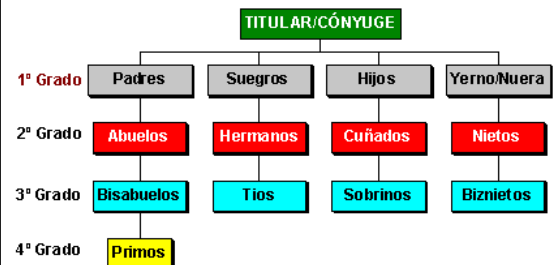 TITULAR/CÓNYUGE
1º Grado Padres Suegros Hijos Yerno/Nuera
2º Grado Abuelos Hermanos Cuñados Nietos
3º Grado Bisabuelos Tios Sobrinos Biznietos
4º Grado Primos